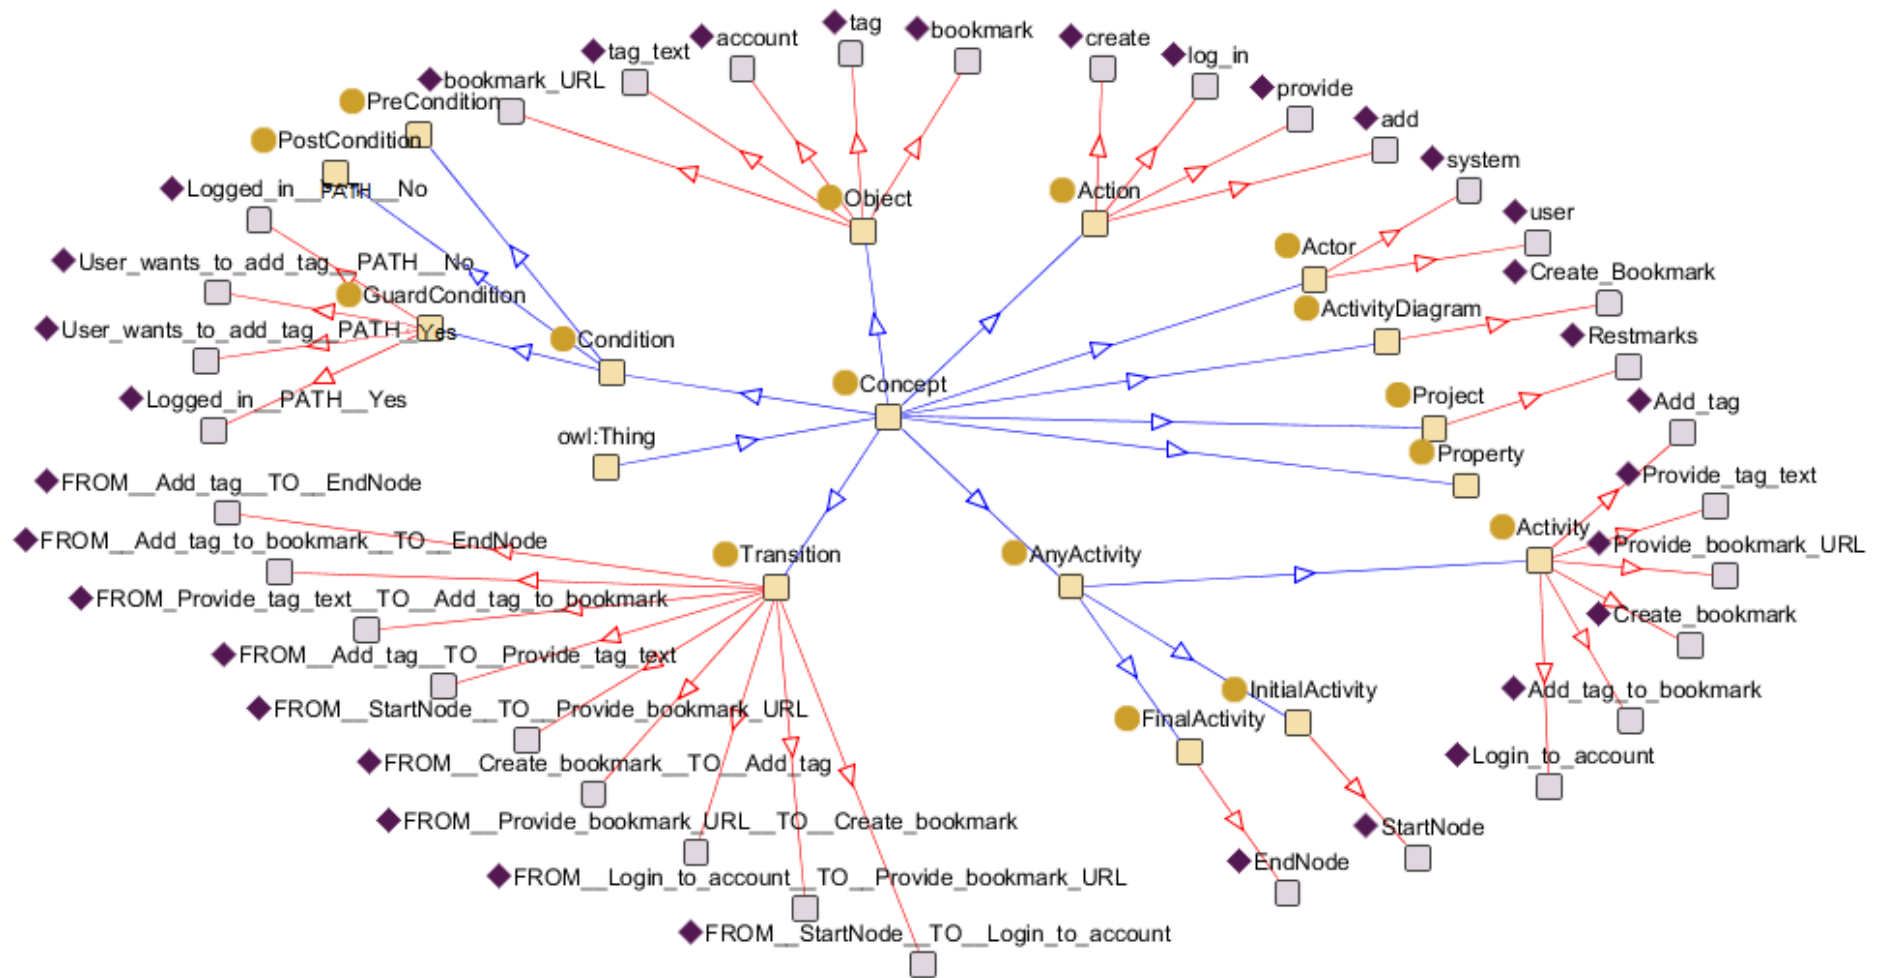 tag
bookmark
account
create
tag_text
log_in
bookmark_URL
provide
PreCondition
add
PostCondition
system
Logged_in__PATH__No
Object
Action
user
Actor
User_wants_to_add_tag__PATH__No
Create_Bookmark
GuardCondition
ActivityDiagram
User_wants_to_add_tag__PATH__Yes
Condition
Restmarks
Concept
Project
Logged_in__PATH__Yes
Add_tag
owl:Thing
Property
Provide_tag_text
FROM__Add_tag__TO__EndNode
Activity
FROM__Add_tag_to_bookmark__TO__EndNode
Provide_bookmark_URL
Transition
AnyActivity
FROM_Provide_tag_text__TO__Add_tag_to_bookmark
Create_bookmark
FROM__Add_tag__TO__Provide_tag_text
InitialActivity
Add_tag_to_bookmark
FROM__StartNode__TO__Provide_bookmark_URL
FinalActivity
Login_to_account
FROM__Create_bookmark__TO__Add_tag
FROM__Provide_bookmark_URL__TO__Create_bookmark
StartNode
EndNode
FROM__Login_to_account__TO__Provide_bookmark_URL
FROM__StartNode__TO__Login_to_account